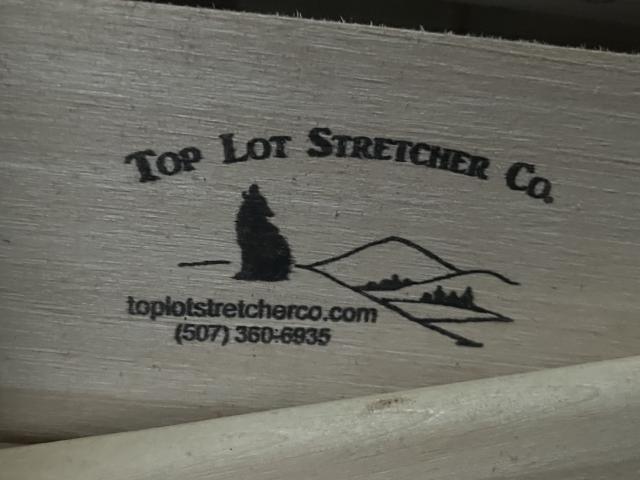 Top Lot Stretcher Co.
toplotstretcherco.com
(507) 360-6935